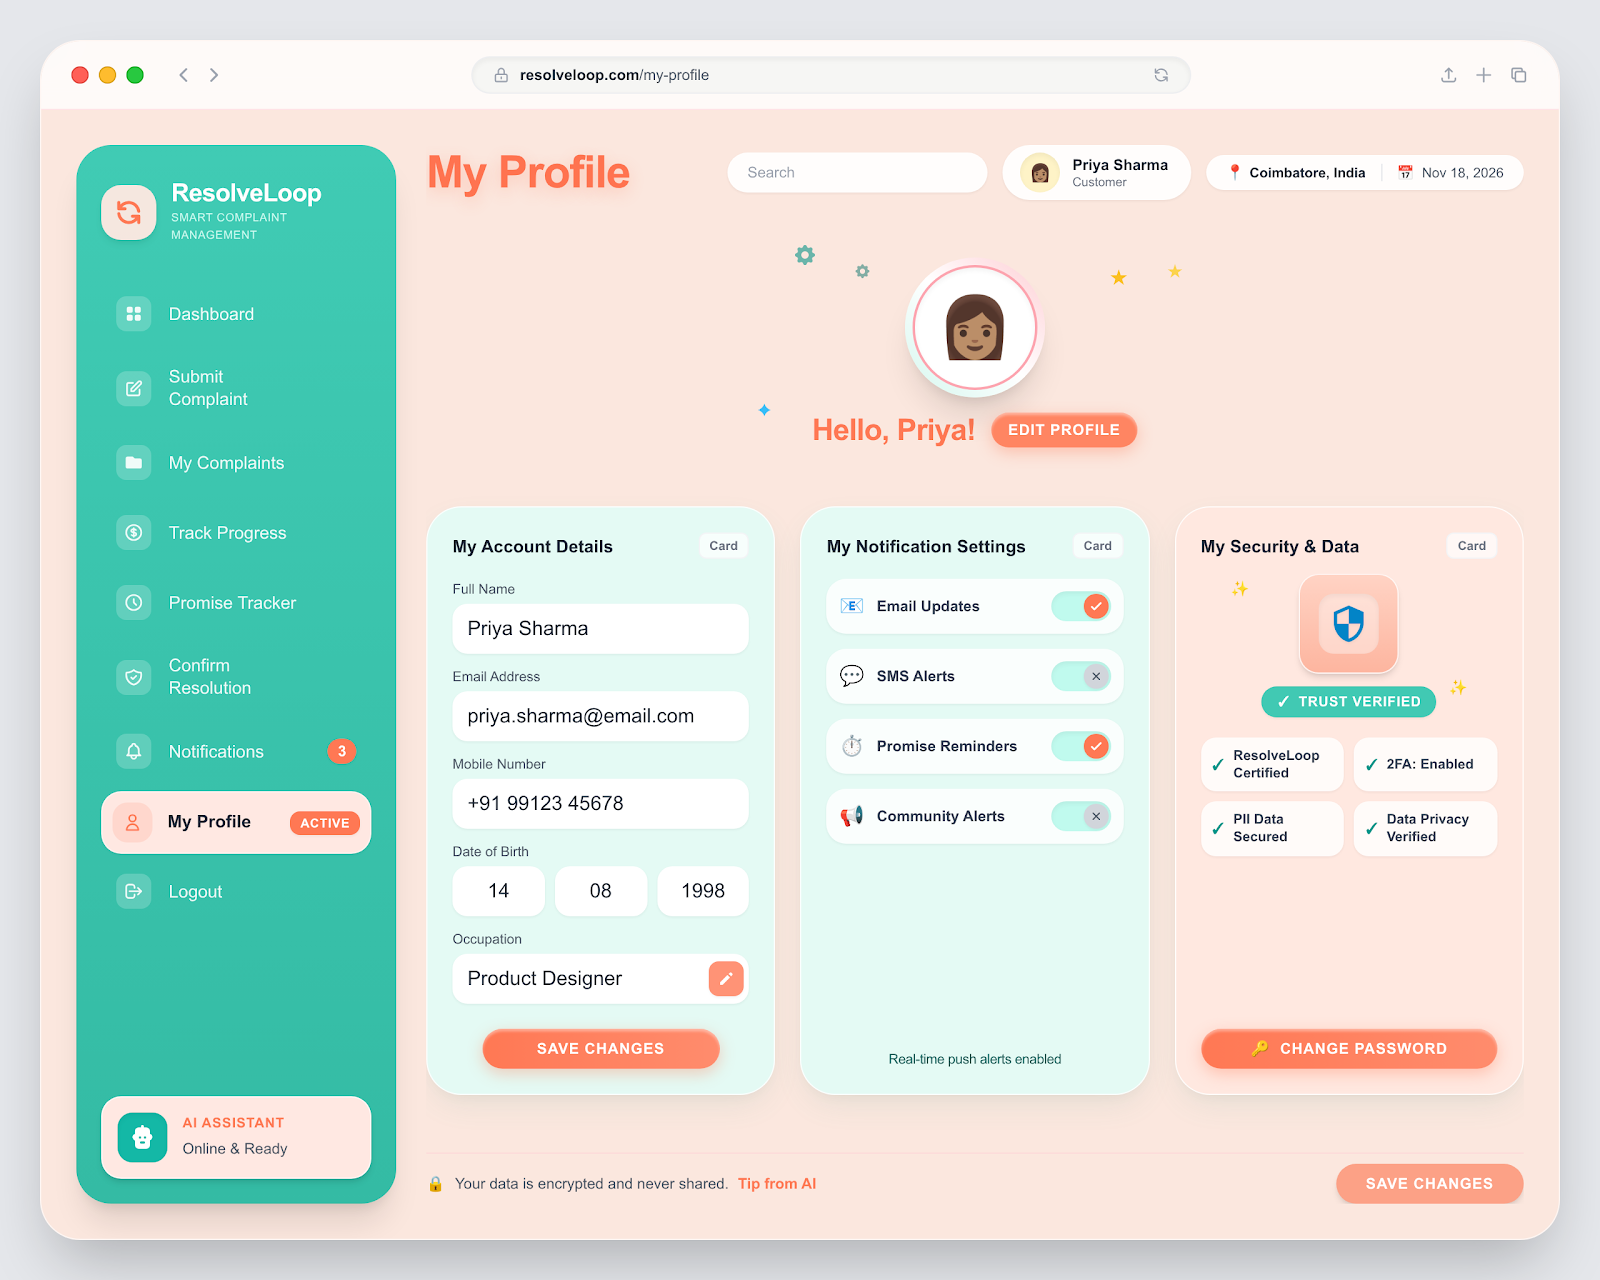 resolveloop.com/my-profile
ResolveLoop
SMART COMPLAINT
MANAGEMENT
Dashboard
Submit
Complaint
My Complaints
Track Progress
Promise Tracker
Confirm
Resolution
Notifications 3
My Profile ACTIVE
Logout
AI ASSISTANT
Online & Ready
My Profile
Search
Priya Sharma
Customer
Coimbatore, India
Nov 18, 2026
Hello, Priya!
EDIT PROFILE
My Account Details Card
Full Name
Priya Sharma
Email Address
priya.sharma@email.com
Mobile Number
+91 99123 45678
Date of Birth
14 08 1998
Occupation
Product Designer
SAVE CHANGES
My Notification Settings Card
Email Updates
SMS Alerts
Promise Reminders
Community Alerts
Real-time push alerts enabled
My Security & Data Card
✓ TRUST VERIFIED
✓ ResolveLoop
Certified
✓ 2FA: Enabled
✓ PII Data
Secured
✓ Data Privacy
Verified
CHANGE PASSWORD
Your data is encrypted and never shared. Tip from AI
SAVE CHANGES